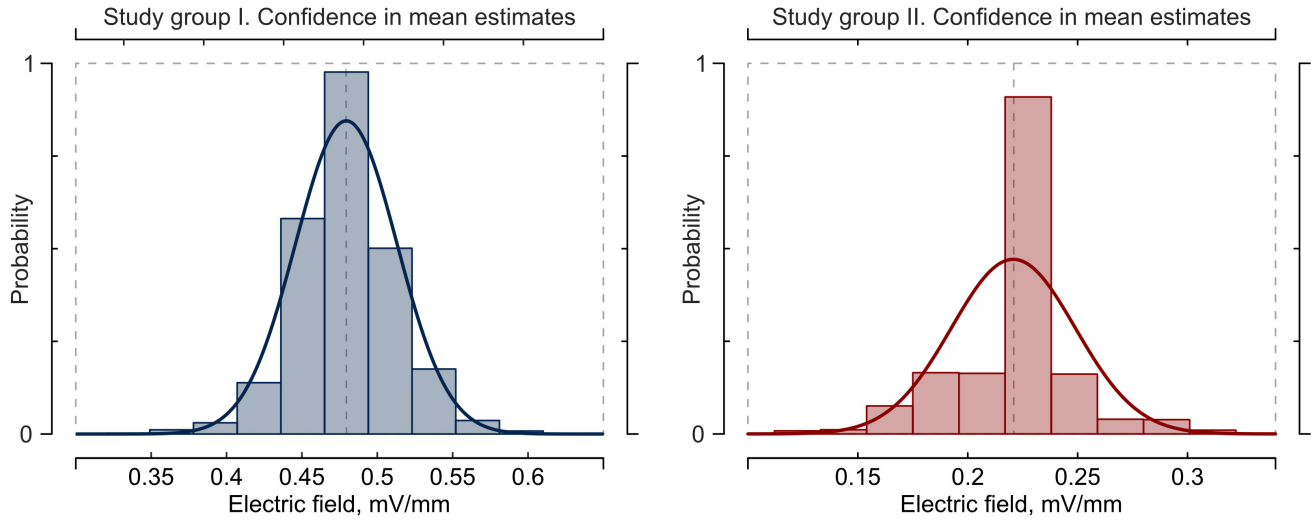 Study group I. Confidence in mean estimates
1
Probability
0
0.35 0.4 0.45 0.5 0.55 0.6
Electric field, mV/mm
Study group II. Confidence in mean estimates
1
Probability
0
0.15 0.2 0.25 0.3
Electric field, mV/mm